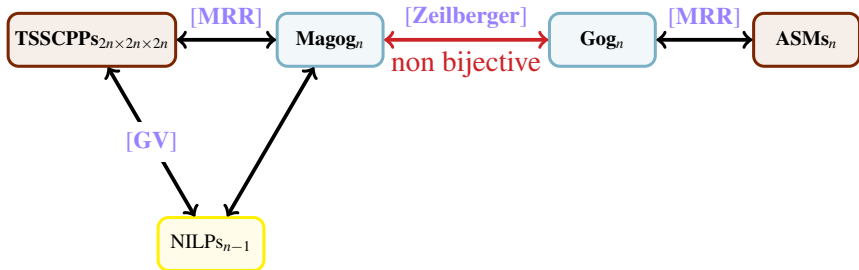 [MRR] [Zeilberger] [MRR]
TSSCPPs₂ₙ×₂ₙ×₂ₙ Magogₙ Gogₙ ASMsₙ
non bijective
[GV]
NILPsₙ₋₁